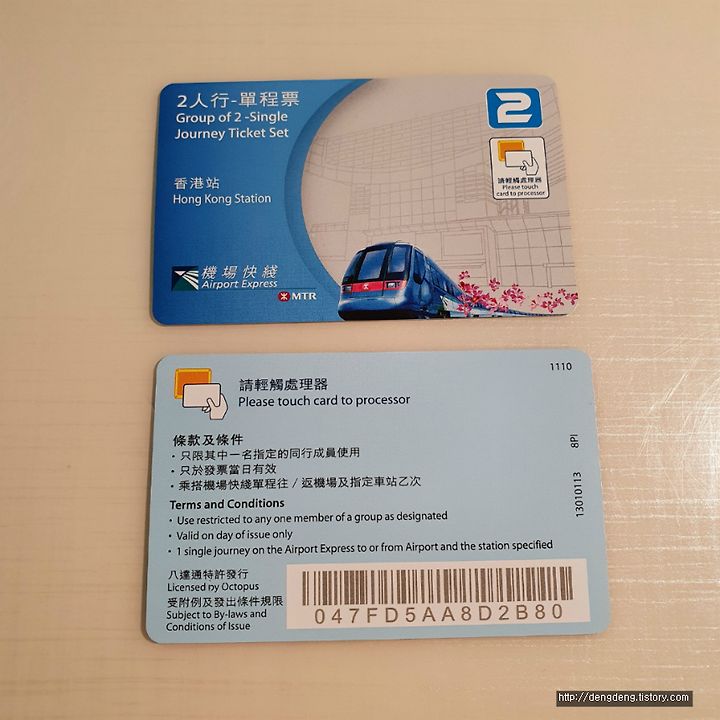 2人行-單程票
Group of 2 -Single
Journey Ticket Set
2
請輕觸處理器
Please touch
card to processor
香港站
Hong Kong Station
機場快綫
Airport Express
MTR
1110
請輕觸處理器
Please touch card to processor
條款及條件
• 只限其中一名指定的同行成員使用
• 只於發票當日有效
• 乘搭機場快綫單程往 / 返機場及指定車站乙次
8PI
13010113
Terms and Conditions
• Use restricted to any one member of a group as designated
• Valid on day of issue only
• 1 single journey on the Airport Express to or from Airport and the station specified
八達通特許發行
Licensed by Octopus
受附例及發出條件規限
Subject to By-laws and
Conditions of Issue
047FD5AA8D2B80
http://dengdeng.tistory.com